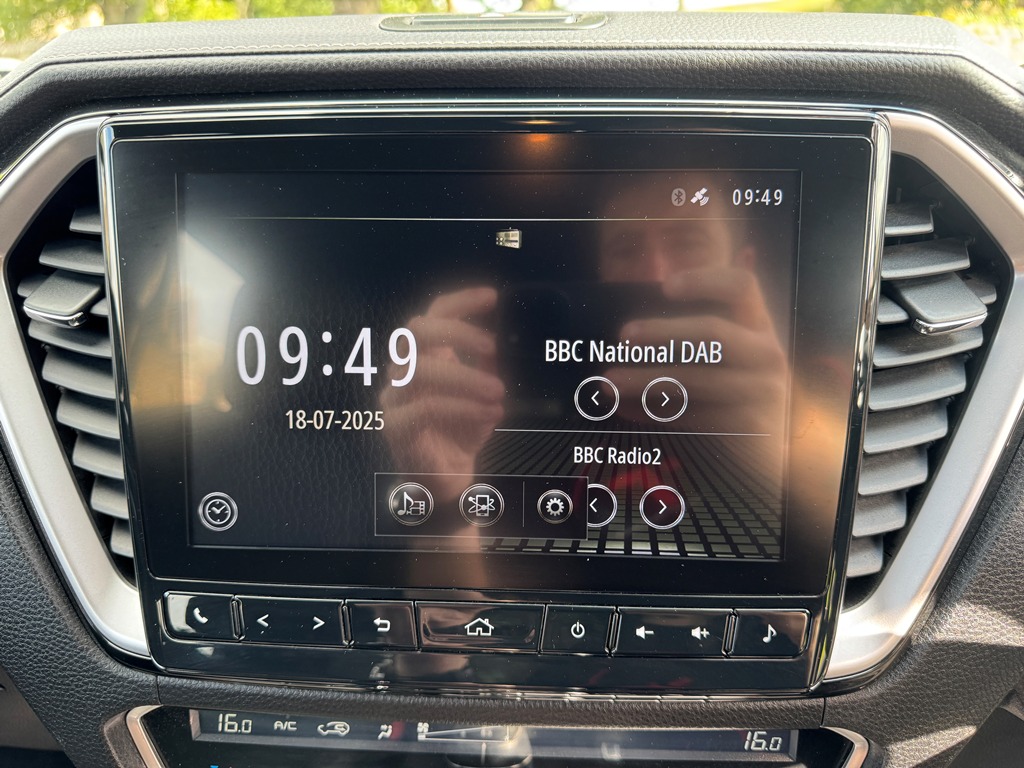 09:49
09:49
18-07-2025
BBC National DAB
BBC Radio2
16.0 A/C
16.0